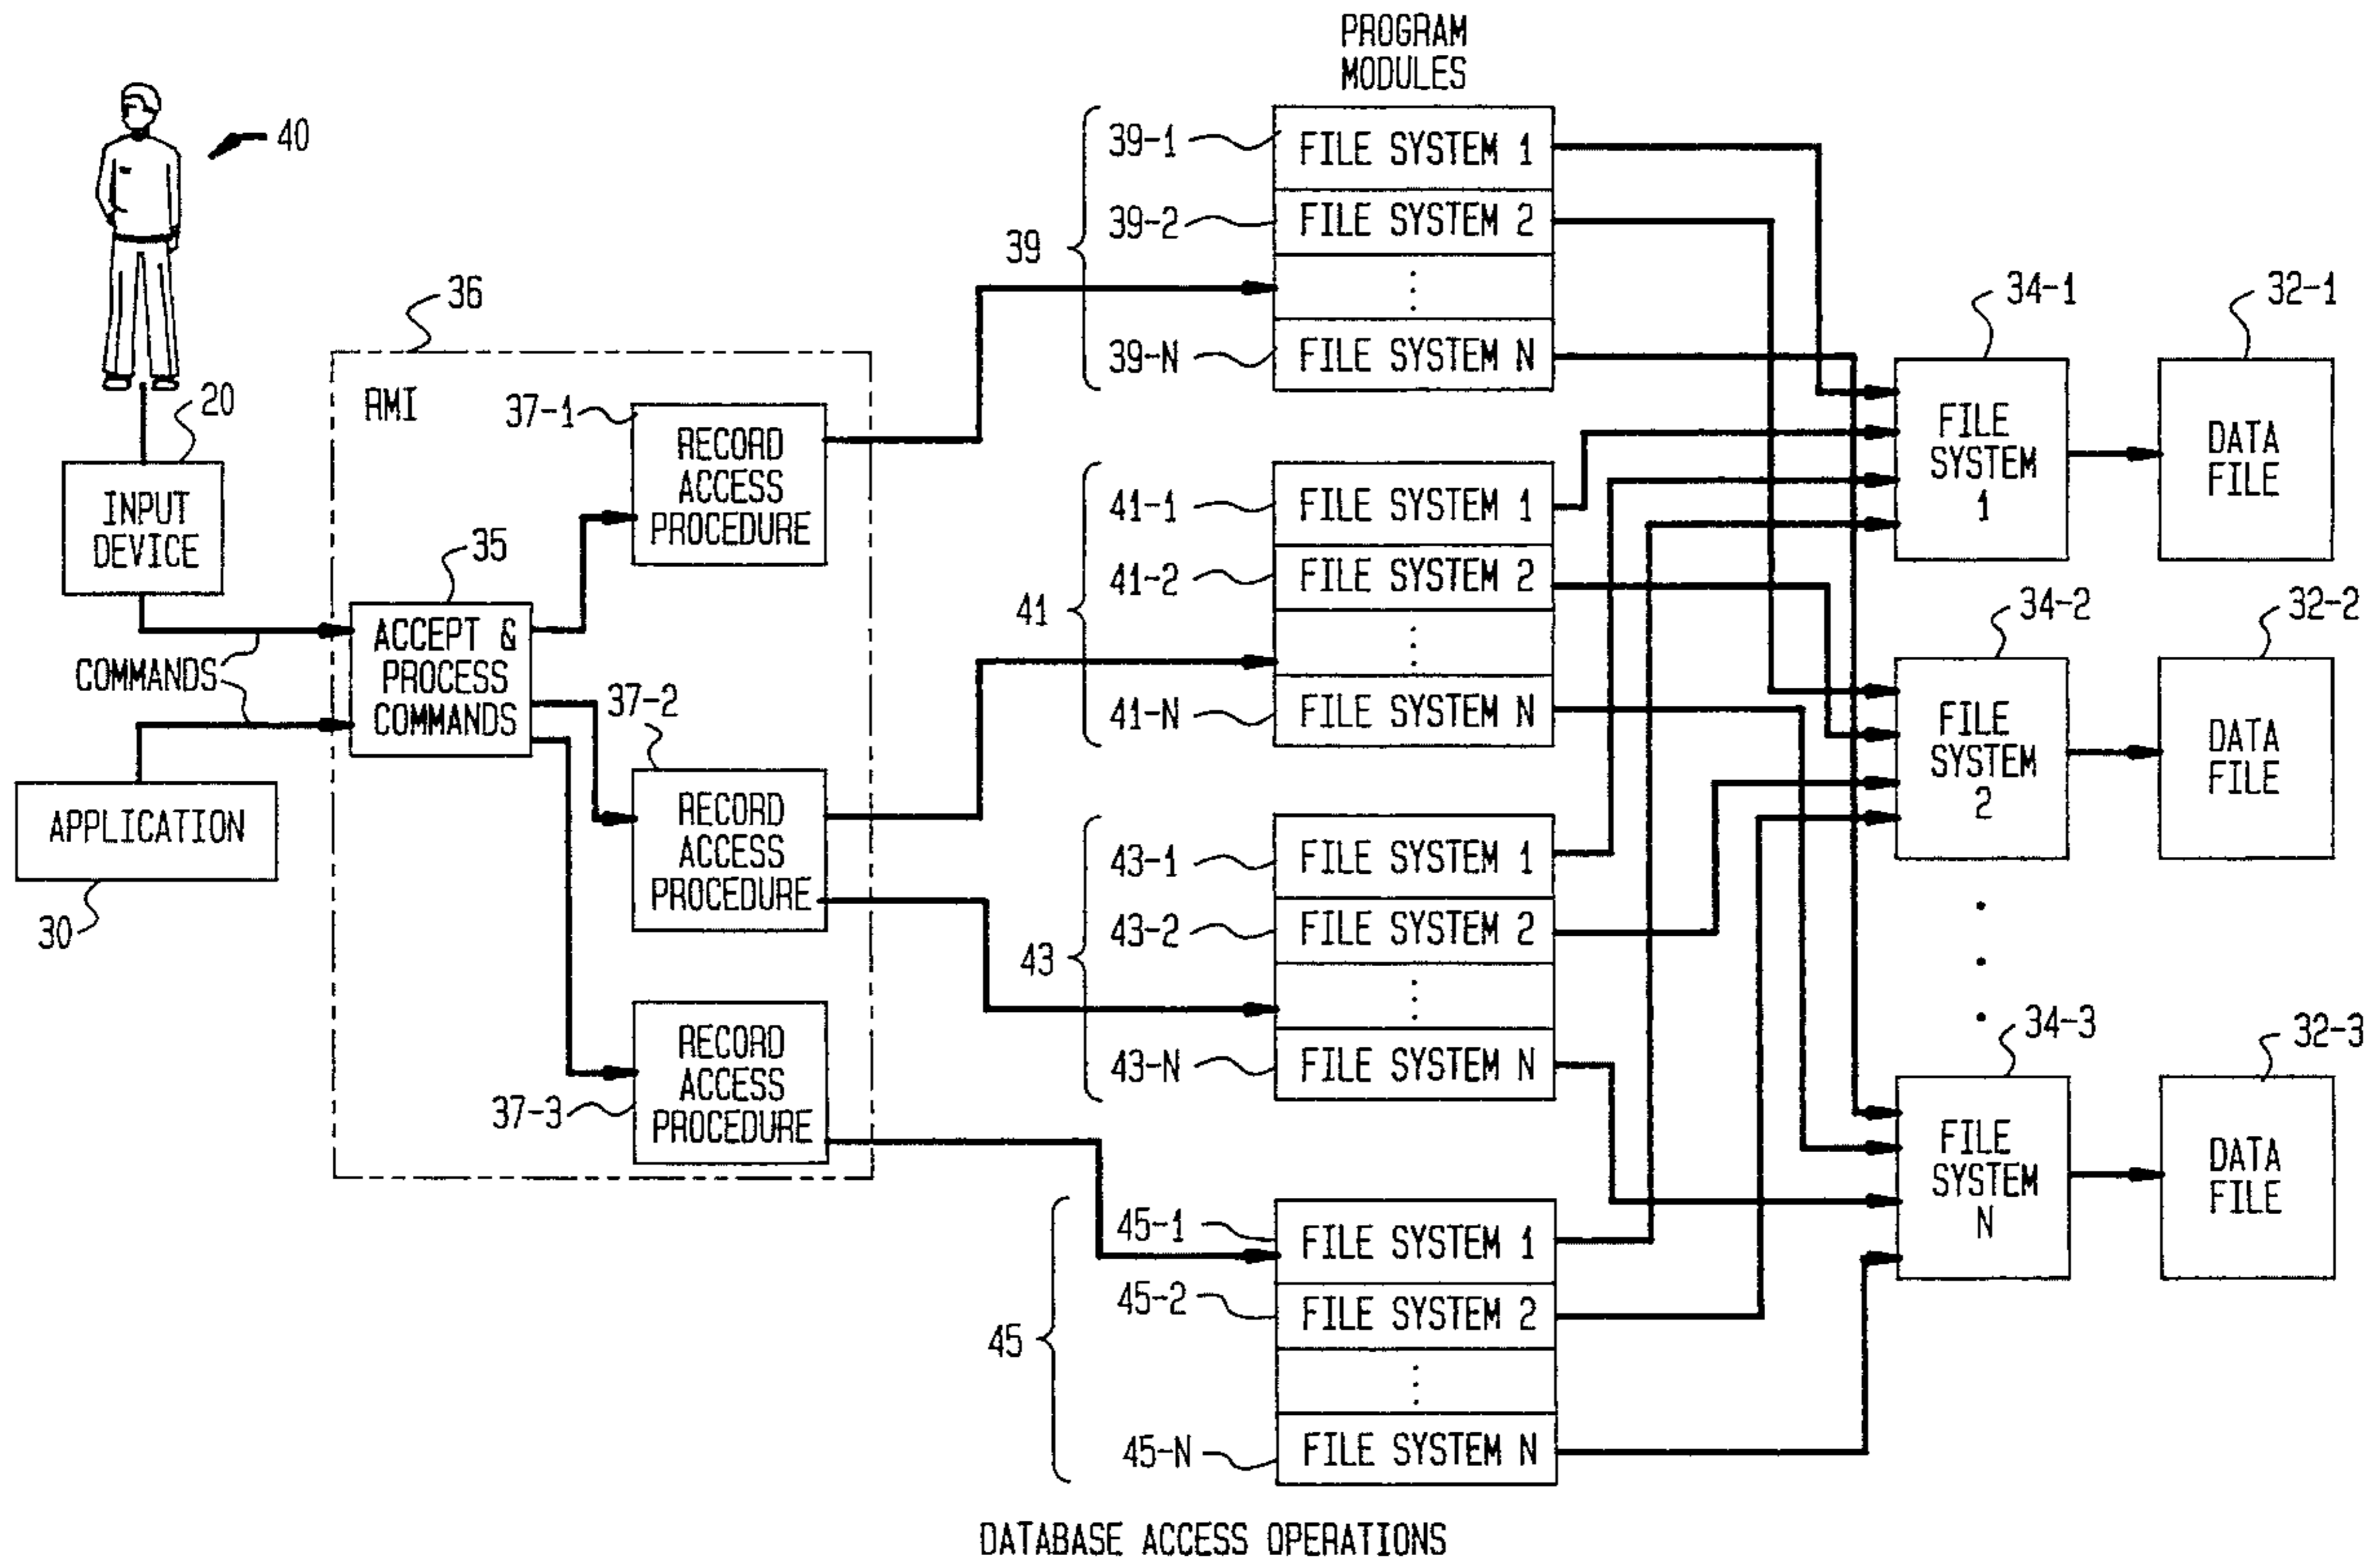 PROGRAM
MODULES
40
39-1
FILE SYSTEM 1
39-2
FILE SYSTEM 2
39
39-N
FILE SYSTEM N
36
34-1
32-1
20
RMI
37-1
RECORD
ACCESS
PROCEDURE
FILE
SYSTEM
1
DATA
FILE
INPUT
DEVICE
35
41-1
FILE SYSTEM 1
41-2
FILE SYSTEM 2
41
41-N
FILE SYSTEM N
34-2
32-2
ACCEPT &
PROCESS
COMMANDS
COMMANDS
37-2
FILE
SYSTEM
2
DATA
FILE
APPLICATION
30
RECORD
ACCESS
PROCEDURE
43-1
FILE SYSTEM 1
43-2
FILE SYSTEM 2
43
43-N
FILE SYSTEM N
34-3
32-3
RECORD
ACCESS
PROCEDURE
37-3
FILE
SYSTEM
N
DATA
FILE
45-1
FILE SYSTEM 1
45-2
FILE SYSTEM 2
45
45-N
FILE SYSTEM N
DATABASE ACCESS OPERATIONS